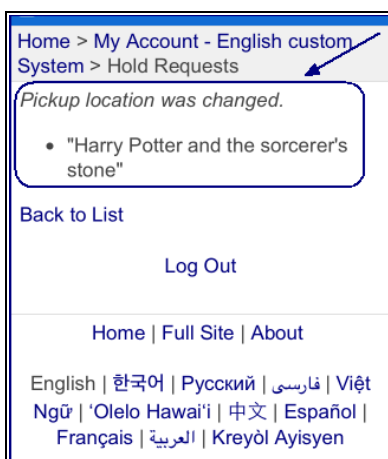 Home > My Account - English custom
System > Hold Requests
Pickup location was changed.
• "Harry Potter and the sorcerer's
stone"
Back to List
Log Out
Home | Full Site | About
English | 한국어 | Русский | فارسی | Việt
Ngữ | ʻOlelo Hawaiʻi | 中文 | Español |
Français | العربية | Kreyòl Ayisyen